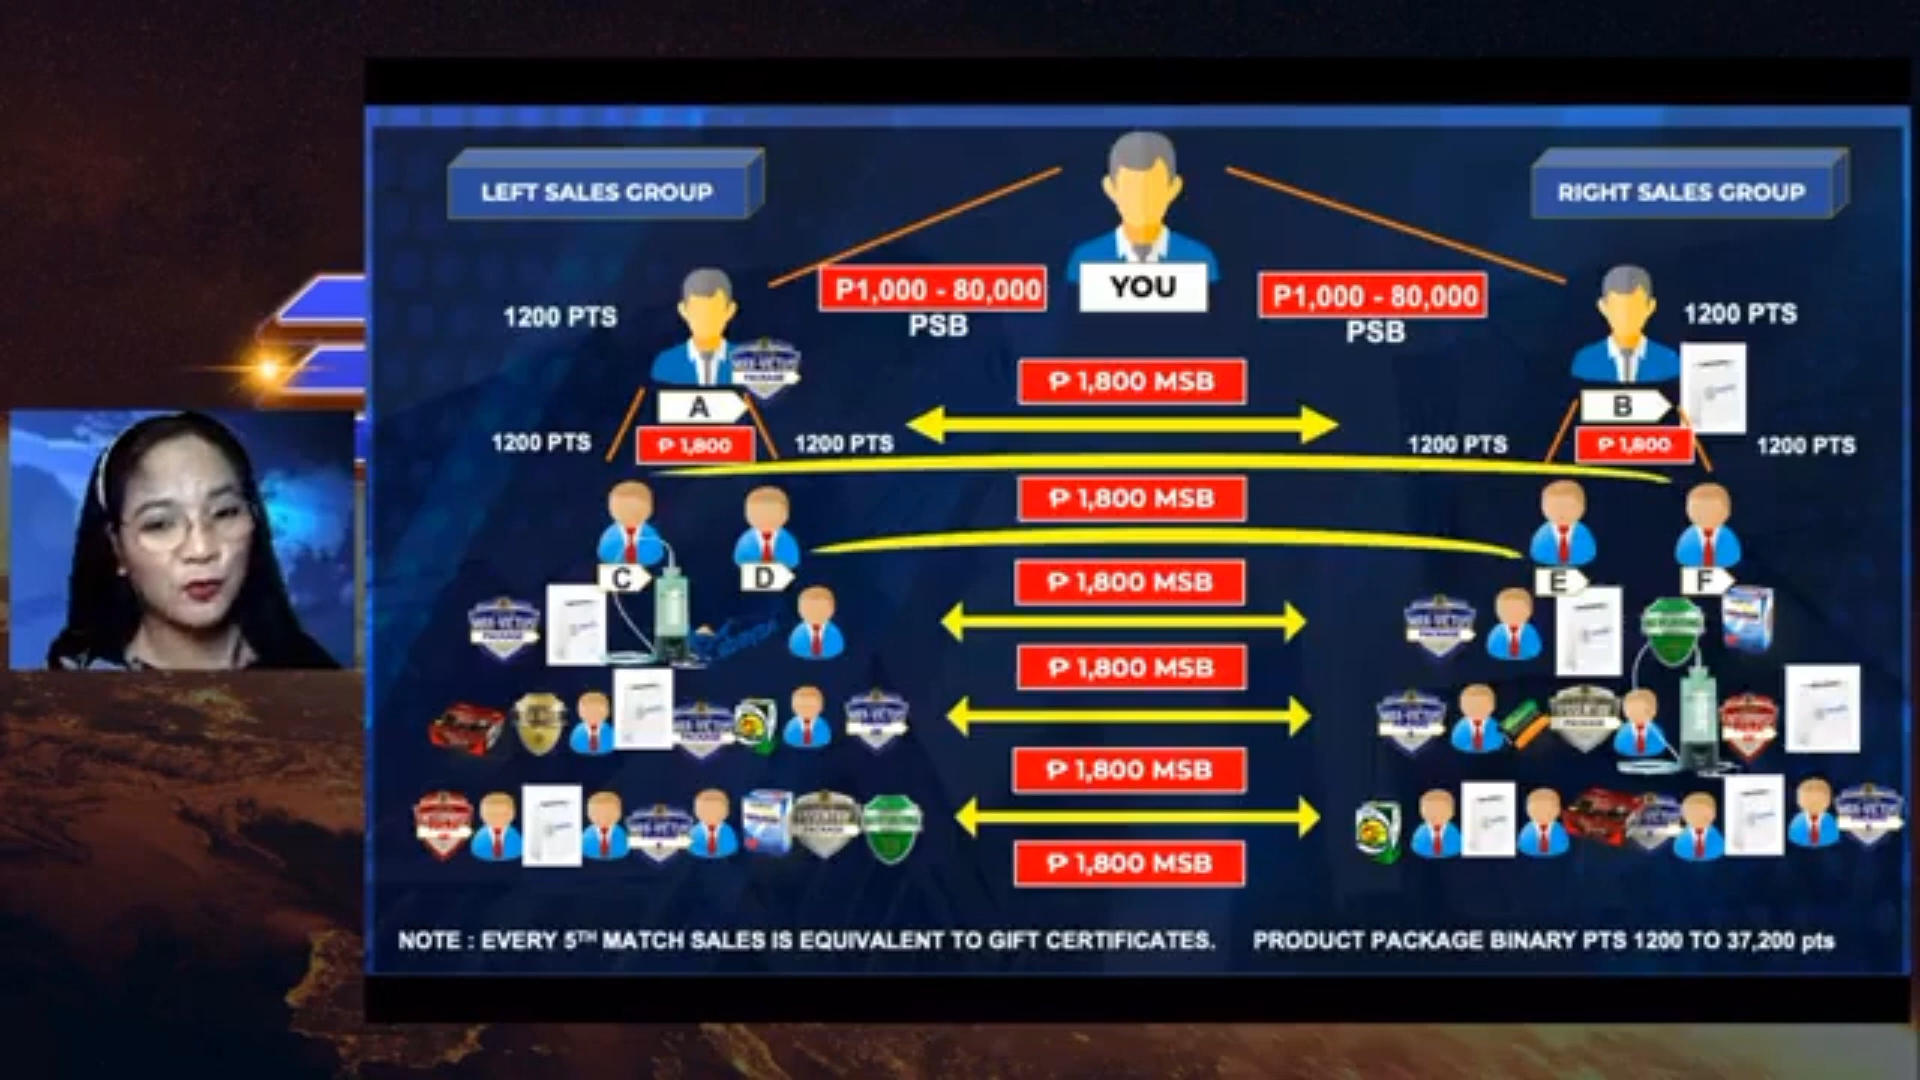 LEFT SALES GROUP
RIGHT SALES GROUP
YOU
₱1,000 - 80,000
PSB
₱1,000 - 80,000
PSB
1200 PTS
1200 PTS
₱ 1,800 MSB
A
B
₱ 1,800
₱ 1,800
1200 PTS
1200 PTS
1200 PTS
1200 PTS
₱ 1,800 MSB
C
D
E
F
₱ 1,800 MSB
₱ 1,800 MSB
₱ 1,800 MSB
₱ 1,800 MSB
NOTE : EVERY 5TH MATCH SALES IS EQUIVALENT TO GIFT CERTIFICATES.
PRODUCT PACKAGE BINARY PTS 1200 TO 37,200 pts